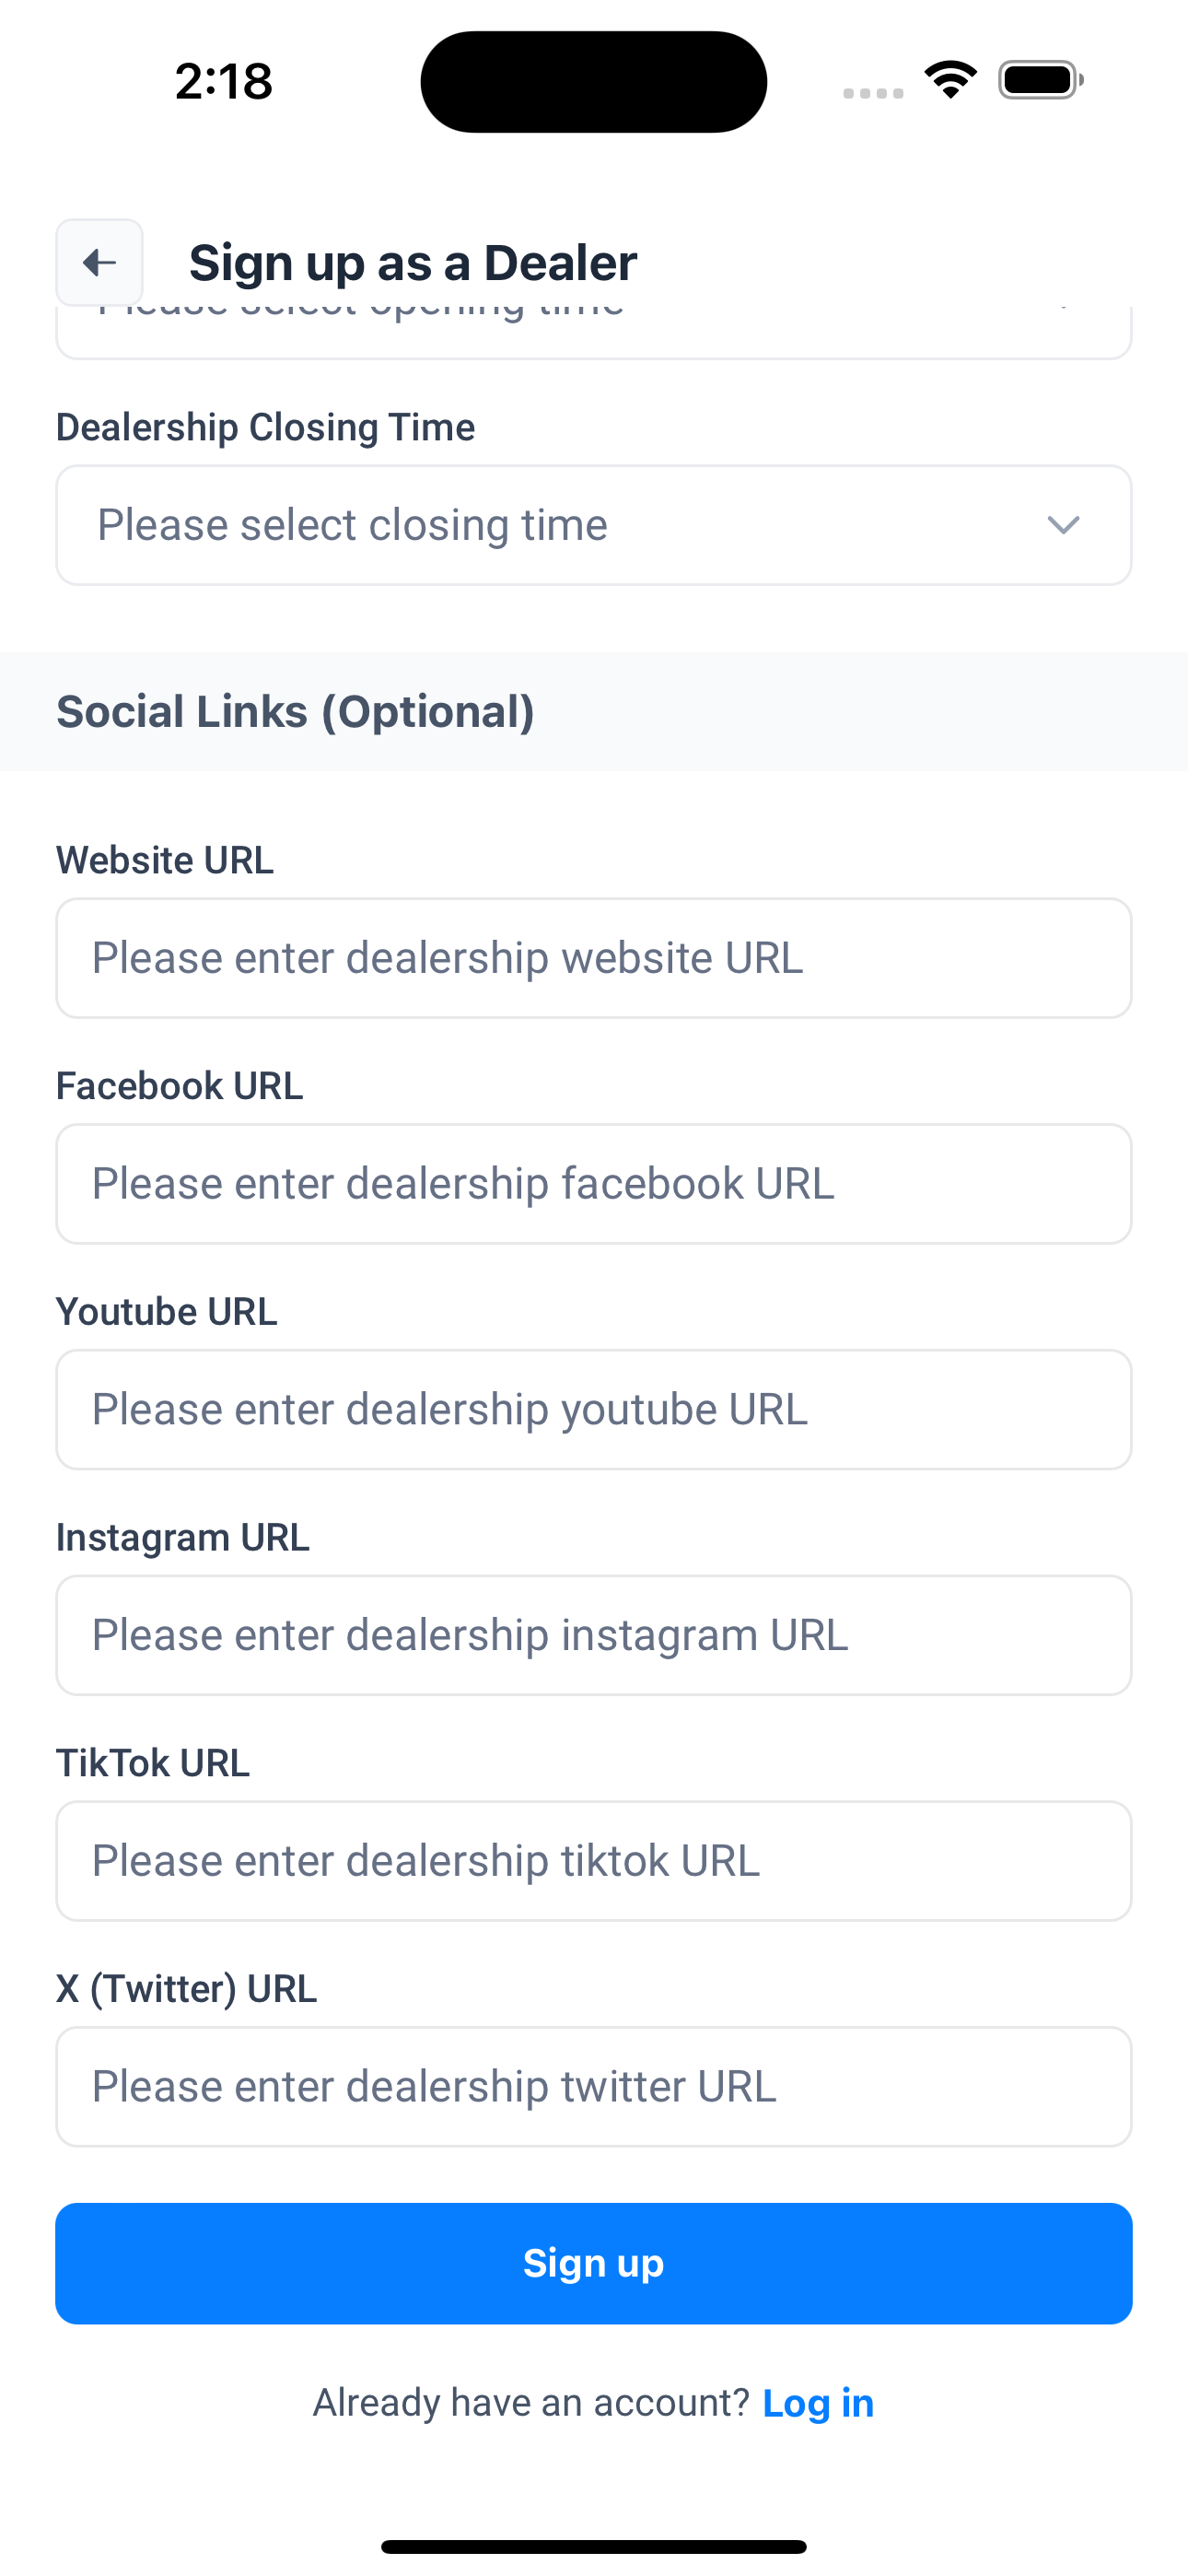 2:18
Sign up as a Dealer
Please select opening time
Dealership Closing Time
Please select closing time
Social Links (Optional)
Website URL
Please enter dealership website URL
Facebook URL
Please enter dealership facebook URL
Youtube URL
Please enter dealership youtube URL
Instagram URL
Please enter dealership instagram URL
TikTok URL
Please enter dealership tiktok URL
X (Twitter) URL
Please enter dealership twitter URL
Sign up
Already have an account? Log in